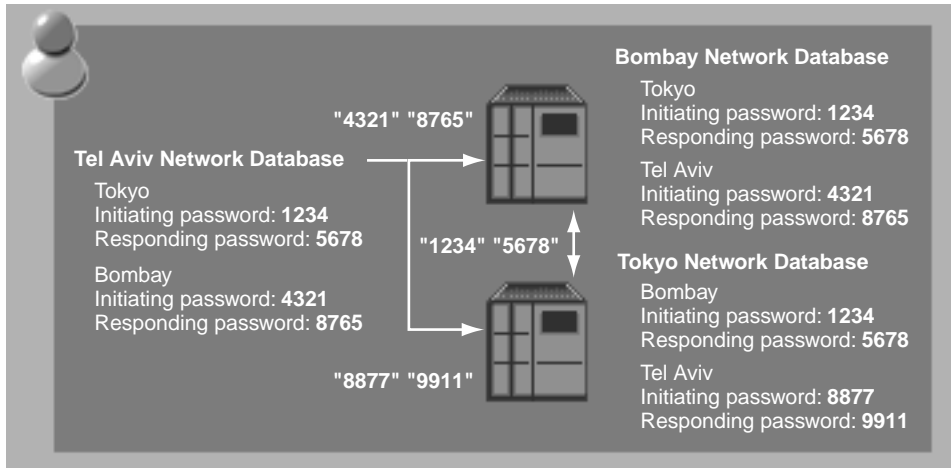 Tel Aviv Network Database
Tokyo
Initiating password: 1234
Responding password: 5678
Bombay
Initiating password: 4321
Responding password: 8765
"4321" "8765"
"1234" "5678"
"8877" "9911"
Bombay Network Database
Tokyo
Initiating password: 1234
Responding password: 5678
Tel Aviv
Initiating password: 4321
Responding password: 8765
Tokyo Network Database
Bombay
Initiating password: 1234
Responding password: 5678
Tel Aviv
Initiating password: 8877
Responding password: 9911